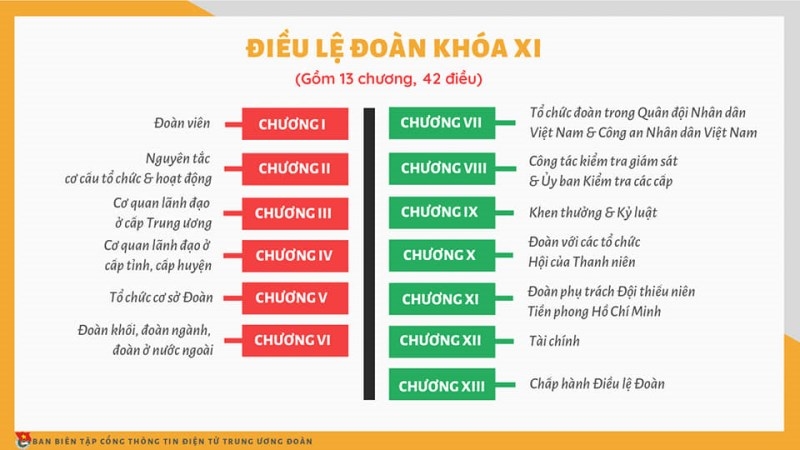 ĐIỀU LỆ ĐOÀN KHÓA XI
(Gồm 13 chương, 42 điều)
Đoàn viên
CHƯƠNG I
Nguyên tắc
cơ cấu tổ chức & hoạt động
CHƯƠNG II
Cơ quan lãnh đạo
ở cấp Trung ương
CHƯƠNG III
Cơ quan lãnh đạo ở
cấp tỉnh, cấp huyện
CHƯƠNG IV
Tổ chức cơ sở Đoàn
CHƯƠNG V
Đoàn khối, đoàn ngành,
đoàn ở nước ngoài
CHƯƠNG VI
CHƯƠNG VII
Tổ chức đoàn trong Quân đội Nhân dân
Việt Nam & Công an Nhân dân Việt Nam
CHƯƠNG VIII
Công tác kiểm tra giám sát
& Ủy ban Kiểm tra các cấp
CHƯƠNG IX
Khen thưởng & Kỷ luật
CHƯƠNG X
Đoàn với các tổ chức
Hội của Thanh niên
CHƯƠNG XI
Đoàn phụ trách Đội thiếu niên
Tiền phong Hồ Chí Minh
CHƯƠNG XII
Tài chính
CHƯƠNG XIII
Chấp hành Điều lệ Đoàn
BAN BIÊN TẬP CỔNG THÔNG TIN ĐIỆN TỬ TRUNG ƯƠNG ĐOÀN